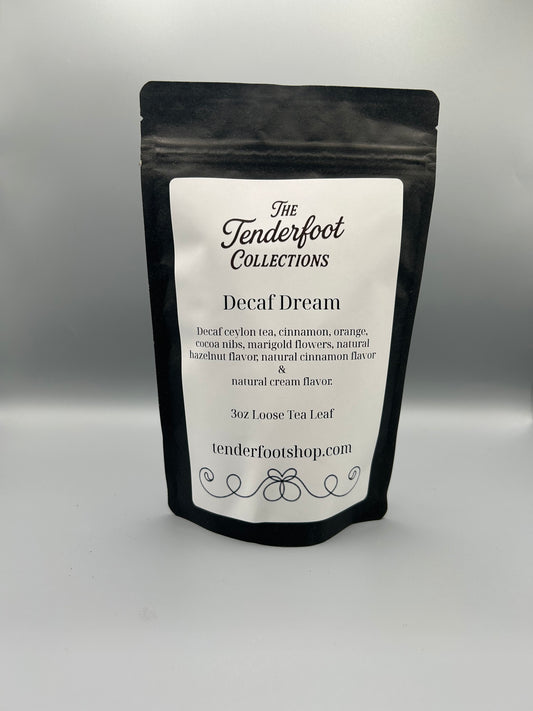 The
Tenderfoot
Collections
Decaf Dream
Decaf ceylon tea, cinnamon, orange,
cocoa nibs, marigold flowers, natural
hazelnut flavor, natural cinnamon flavor
&
natural cream flavor.
3oz Loose Tea Leaf
tenderfootshop.com